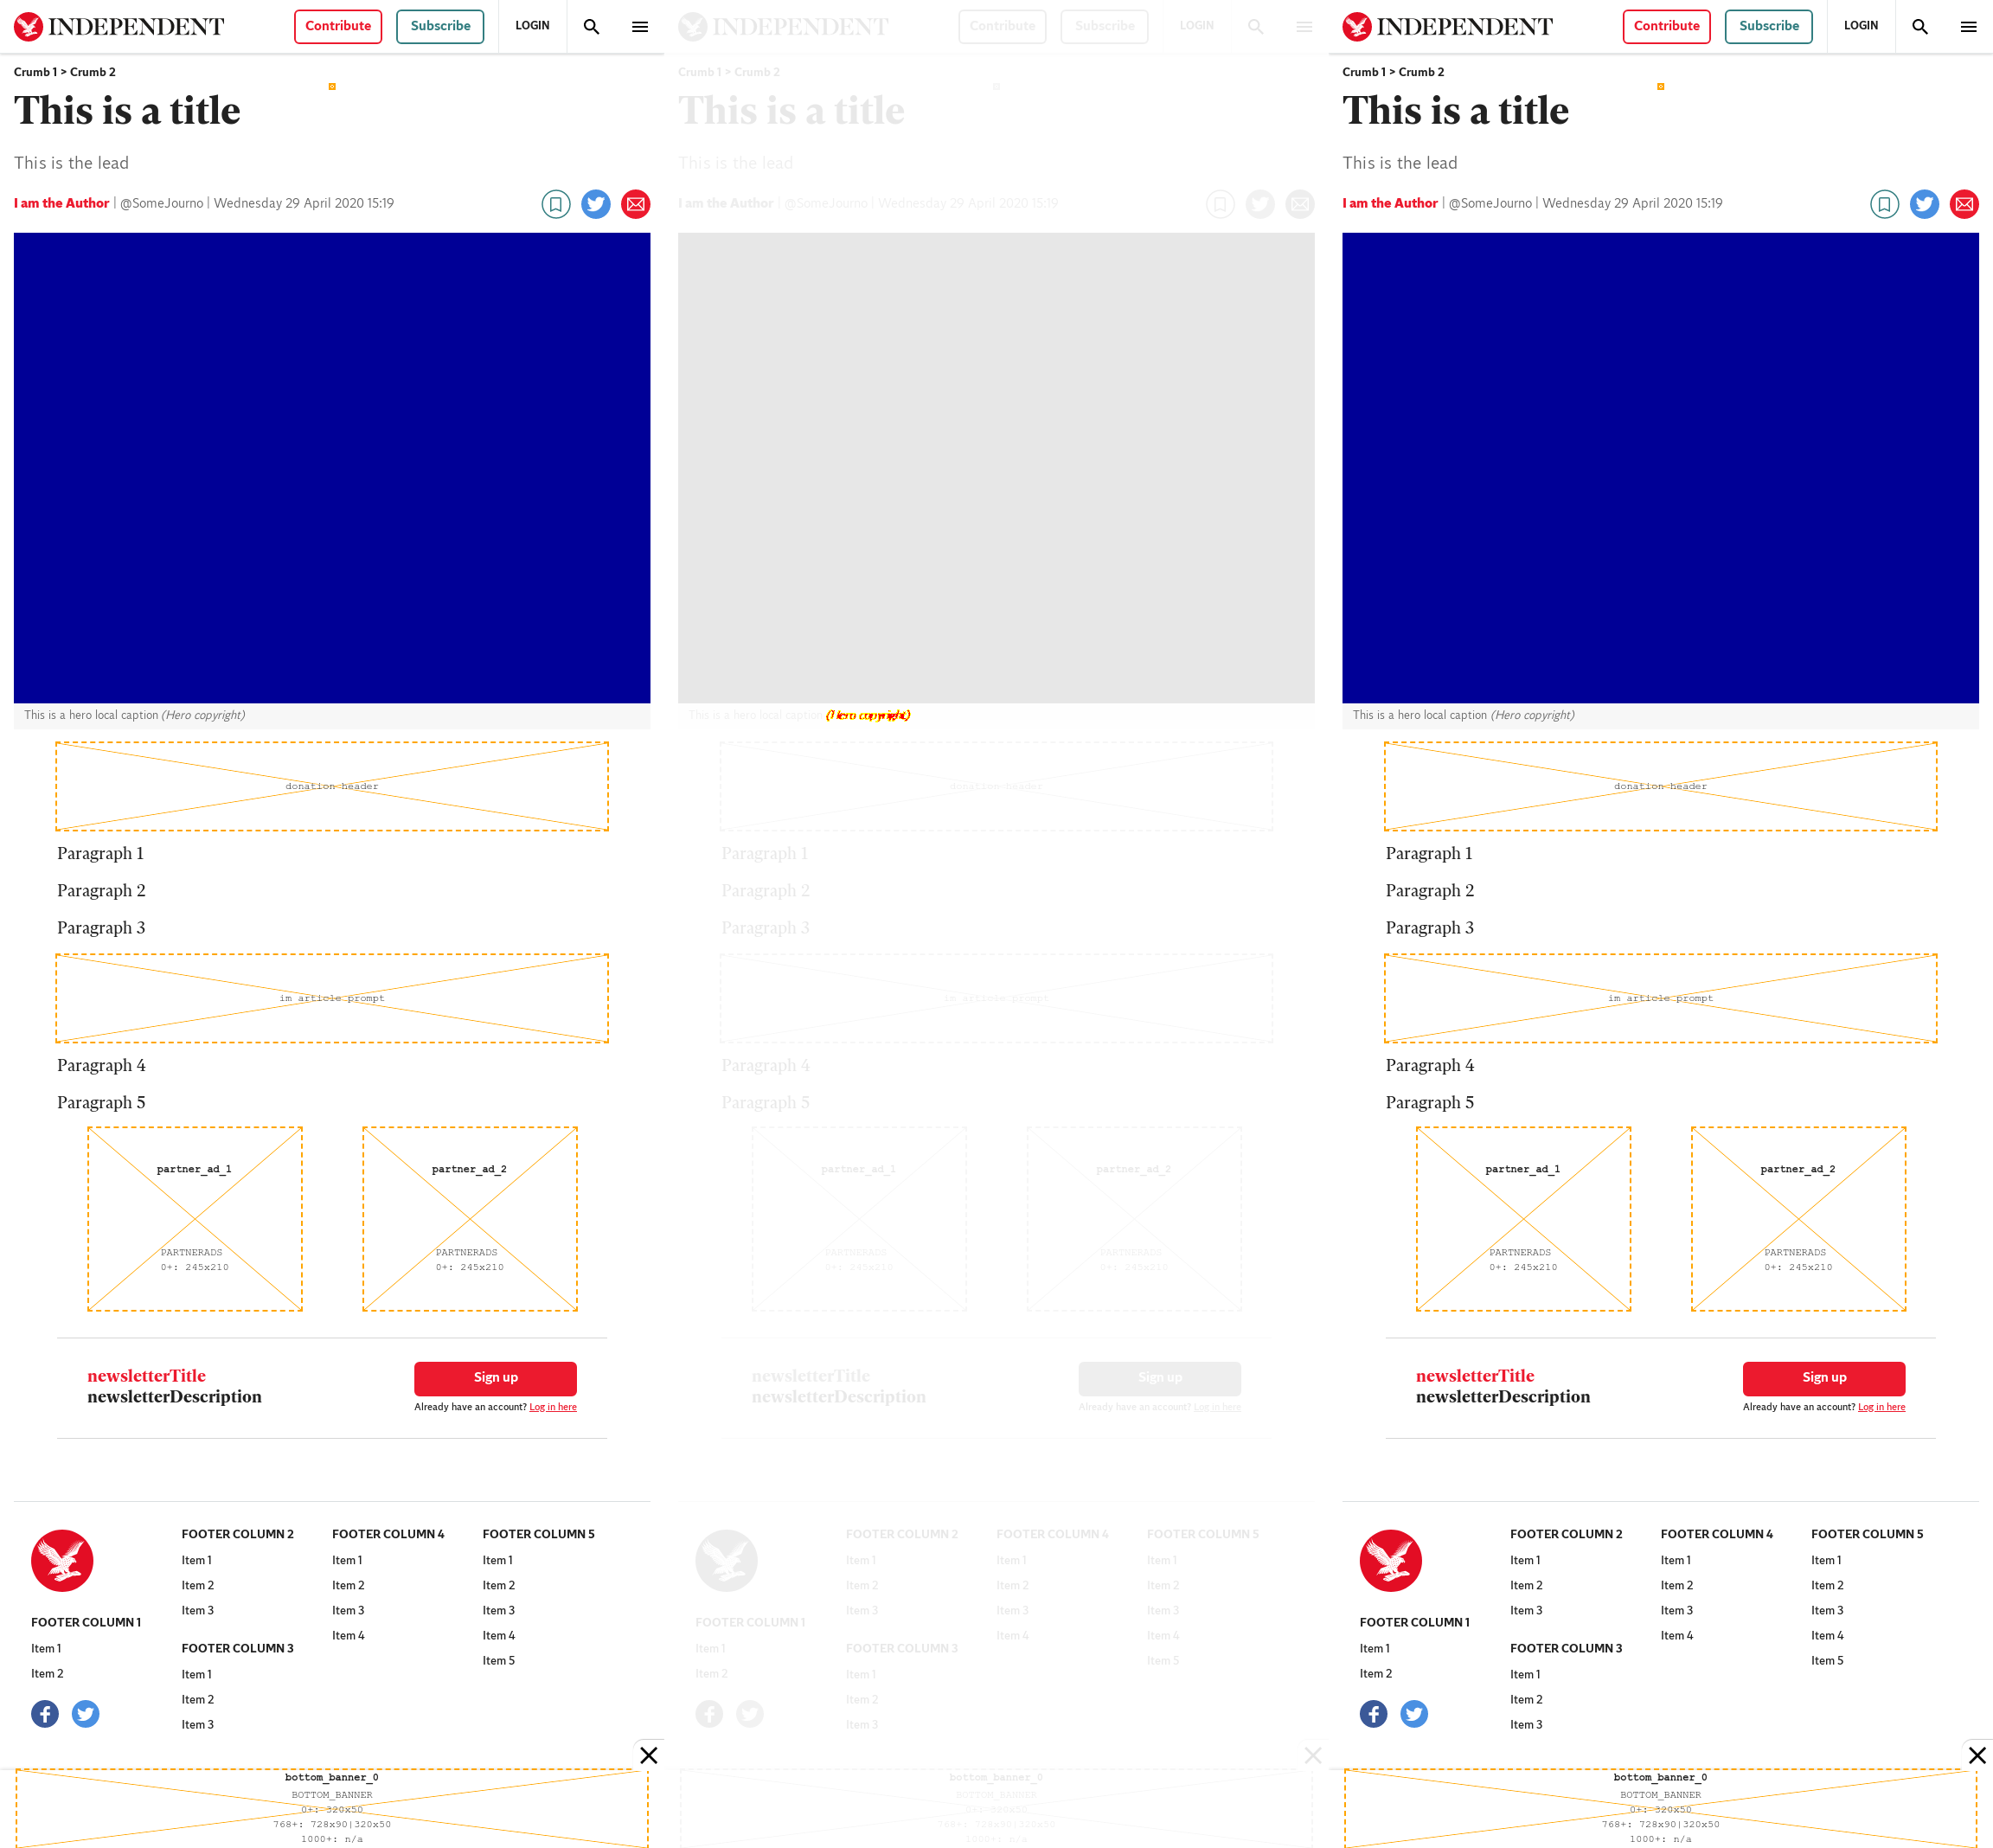 INDEPENDENT
Contribute
Subscribe
LOGIN
Crumb 1 > Crumb 2
This is a title
This is the lead
I am the Author | @SomeJourno | Wednesday 29 April 2020 15:19
This is a hero local caption (Hero copyright)
donation header
Paragraph 1
Paragraph 2
Paragraph 3
im article prompt
Paragraph 4
Paragraph 5
partner_ad_1
PARTNERADS
0+: 245x210
partner_ad_2
PARTNERADS
0+: 245x210
newsletterTitle
newsletterDescription
Sign up
Already have an account? Log in here
FOOTER COLUMN 1
Item 1
Item 2
FOOTER COLUMN 2
Item 1
Item 2
Item 3
FOOTER COLUMN 3
Item 1
Item 2
Item 3
FOOTER COLUMN 4
Item 1
Item 2
Item 3
Item 4
FOOTER COLUMN 5
Item 1
Item 2
Item 3
Item 4
Item 5
bottom_banner_0
BOTTOM_BANNER
0+: 320x50
768+: 728x90|320x50
1000+: n/a
INDEPENDENT
Contribute
Subscribe
LOGIN
Crumb 1 > Crumb 2
This is a title
This is the lead
I am the Author | @SomeJourno | Wednesday 29 April 2020 15:19
This is a hero local caption (Hero copyright)
donation header
Paragraph 1
Paragraph 2
Paragraph 3
im article prompt
Paragraph 4
Paragraph 5
partner_ad_1
PARTNERADS
0+: 245x210
partner_ad_2
PARTNERADS
0+: 245x210
newsletterTitle
newsletterDescription
Sign up
Already have an account? Log in here
FOOTER COLUMN 1
Item 1
Item 2
FOOTER COLUMN 2
Item 1
Item 2
Item 3
FOOTER COLUMN 3
Item 1
Item 2
Item 3
FOOTER COLUMN 4
Item 1
Item 2
Item 3
Item 4
FOOTER COLUMN 5
Item 1
Item 2
Item 3
Item 4
Item 5
bottom_banner_0
BOTTOM_BANNER
0+: 320x50
768+: 728x90|320x50
1000+: n/a
INDEPENDENT
Contribute
Subscribe
LOGIN
Crumb 1 > Crumb 2
This is a title
This is the lead
I am the Author | @SomeJourno | Wednesday 29 April 2020 15:19
This is a hero local caption (Hero copyright)
donation header
Paragraph 1
Paragraph 2
Paragraph 3
im article prompt
Paragraph 4
Paragraph 5
partner_ad_1
PARTNERADS
0+: 245x210
partner_ad_2
PARTNERADS
0+: 245x210
newsletterTitle
newsletterDescription
Sign up
Already have an account? Log in here
FOOTER COLUMN 1
Item 1
Item 2
FOOTER COLUMN 2
Item 1
Item 2
Item 3
FOOTER COLUMN 3
Item 1
Item 2
Item 3
FOOTER COLUMN 4
Item 1
Item 2
Item 3
Item 4
FOOTER COLUMN 5
Item 1
Item 2
Item 3
Item 4
Item 5
bottom_banner_0
BOTTOM_BANNER
0+: 320x50
768+: 728x90|320x50
1000+: n/a